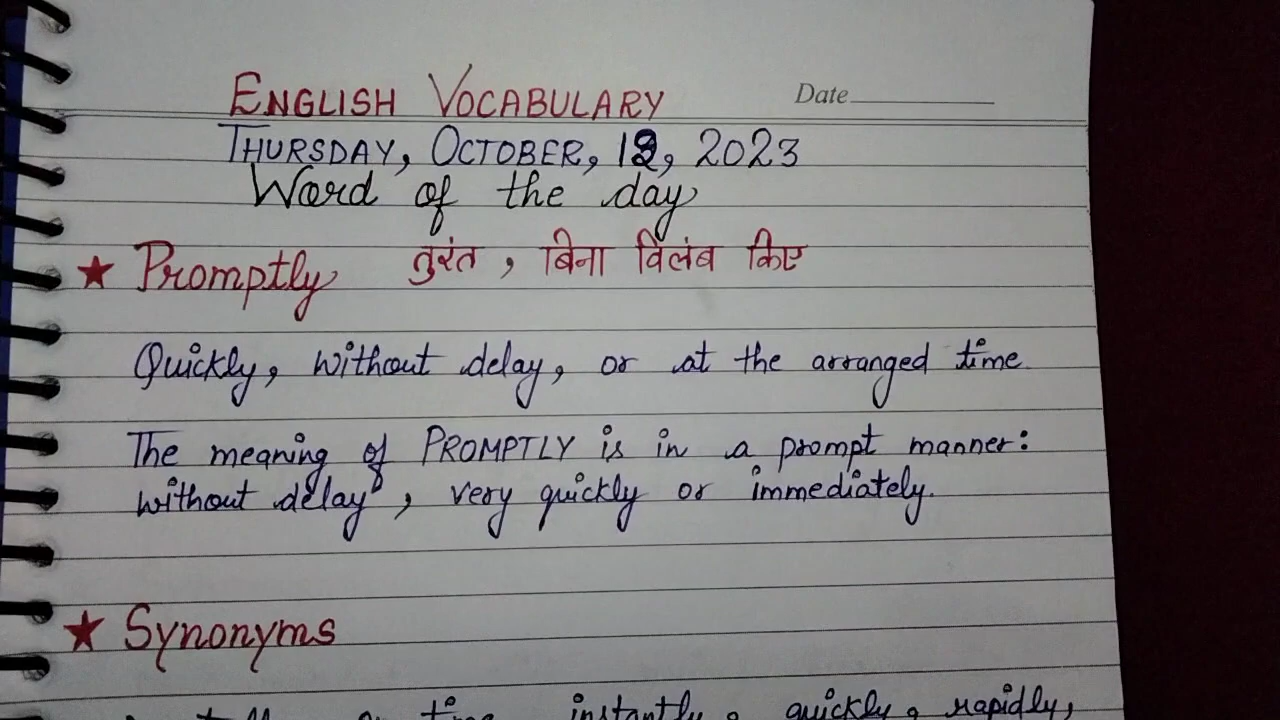 ENGLISH VOCABULARY
Date
THURSDAY, OCTOBER, 12, 2023
Word of the day
★ Promptly तुरंत , बिना विलंब किए
Quickly, without delay, or at the arranged time.
The meaning of PROMPTLY is in a prompt manner:
without delay , very quickly or immediately.
★ Synonyms
time instantly, quickly, rapidly,